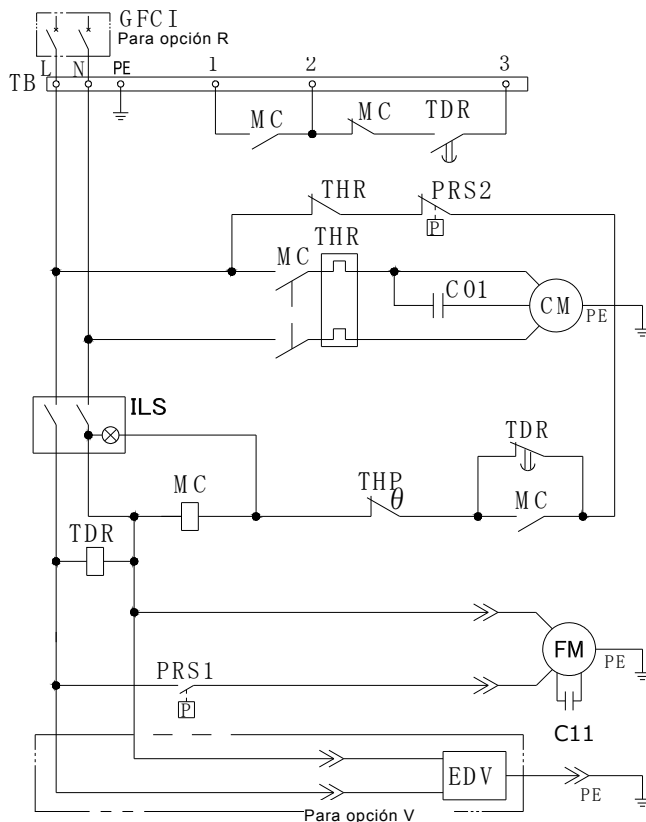 GFCI
Para opción R
L N PE 1 2 3
TB
MC MC TDR
THR PRS2
P
MC THR
C01
CM
PE
ILS
TDR
MC THP θ MC
TDR
FM
PE
PRS1
P
C11
EDV
PE
Para opción V